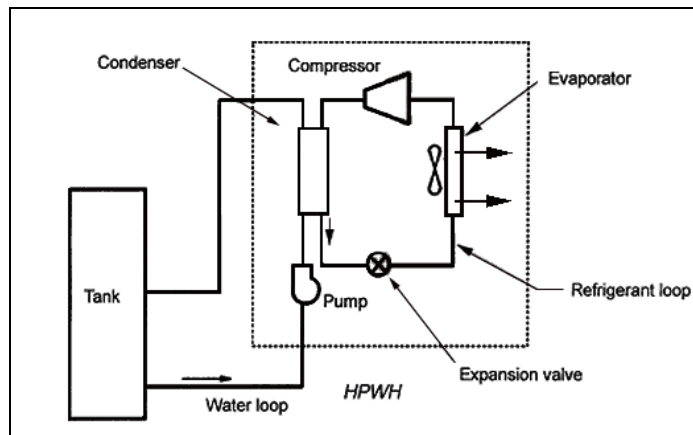 Condenser
Compressor
Evaporator
Tank
Pump
Refrigerant loop
Expansion valve
Water loop
HPWH